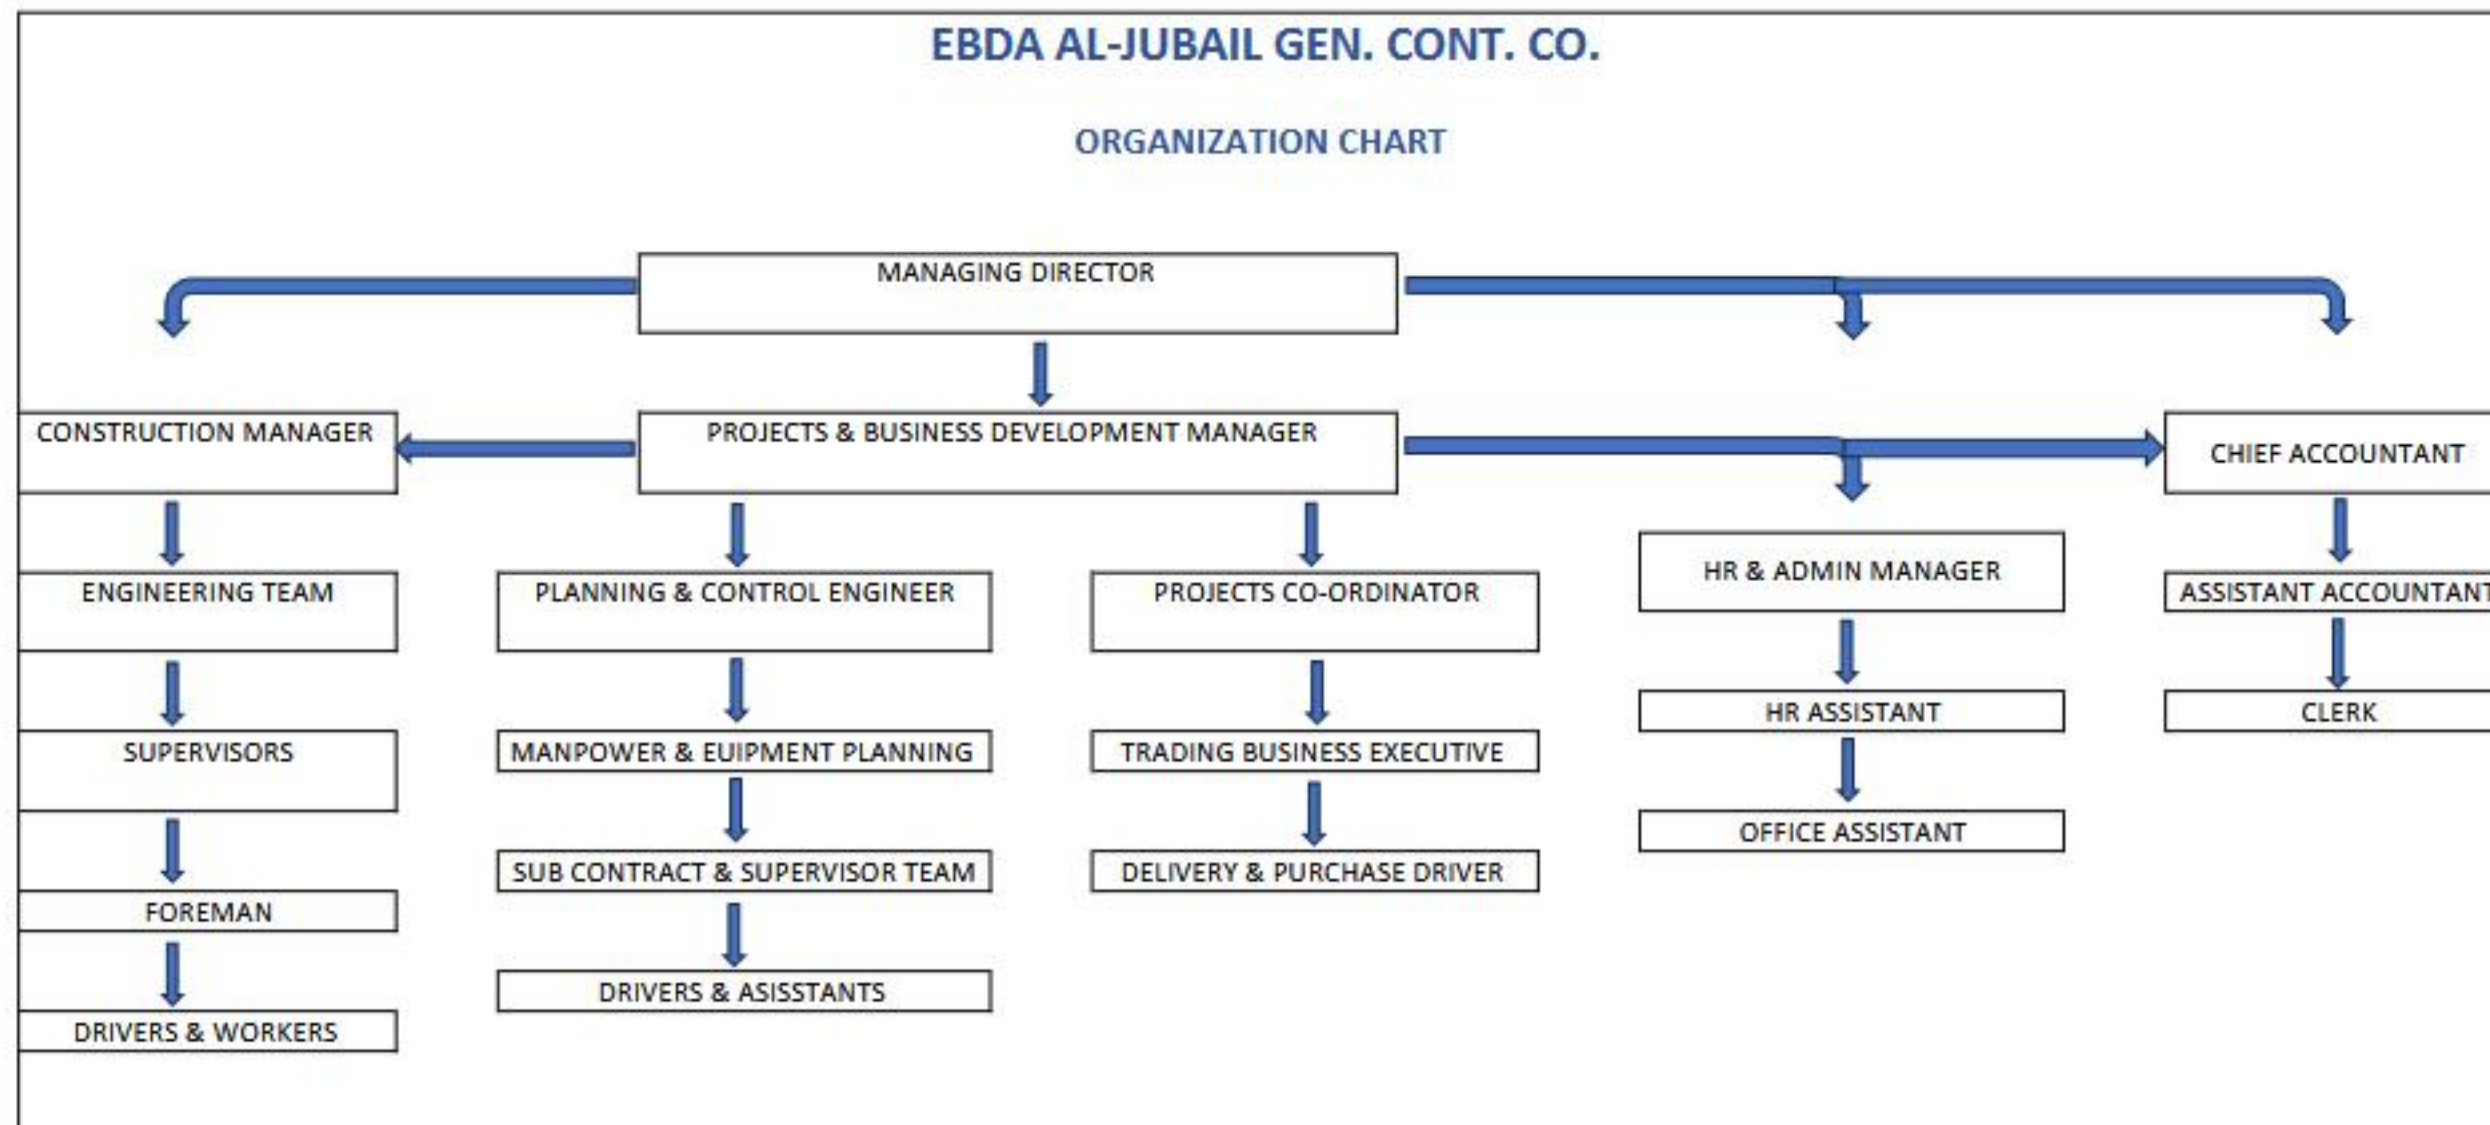 EBDA AL-JUBAIL GEN. CONT. CO.
ORGANIZATION CHART
MANAGING DIRECTOR
CONSTRUCTION MANAGER
PROJECTS & BUSINESS DEVELOPMENT MANAGER
CHIEF ACCOUNTANT
ENGINEERING TEAM
PLANNING & CONTROL ENGINEER
PROJECTS CO-ORDINATOR
HR & ADMIN MANAGER
ASSISTANT ACCOUNTANT
SUPERVISORS
MANPOWER & EUIPMENT PLANNING
TRADING BUSINESS EXECUTIVE
HR ASSISTANT
CLERK
SUB CONTRACT & SUPERVISOR TEAM
DELIVERY & PURCHASE DRIVER
OFFICE ASSISTANT
FOREMAN
DRIVERS & ASISSTANTS
DRIVERS & WORKERS